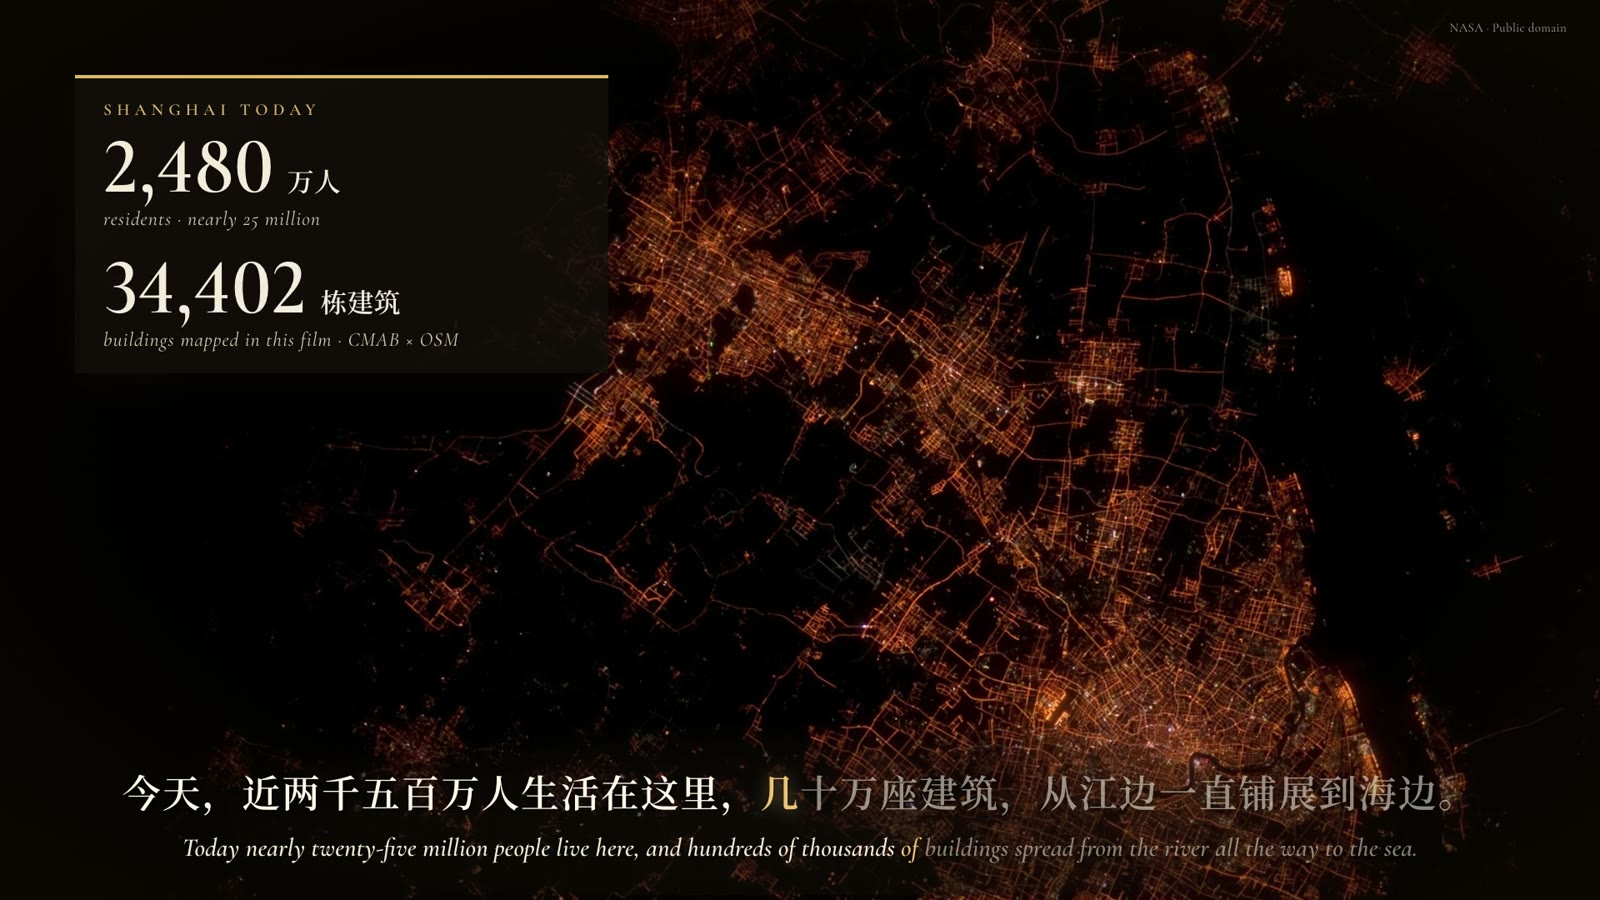 NASA · Public domain
SHANGHAI TODAY
2,480 万人
residents · nearly 25 million
34,402 栋建筑
buildings mapped in this film · CMAB × OSM
今天，近两千五百万人生活在这里，几十万座建筑，从江边一直铺展到海边。
Today nearly twenty-five million people live here, and hundreds of thousands of buildings spread from the river all the way to the sea.